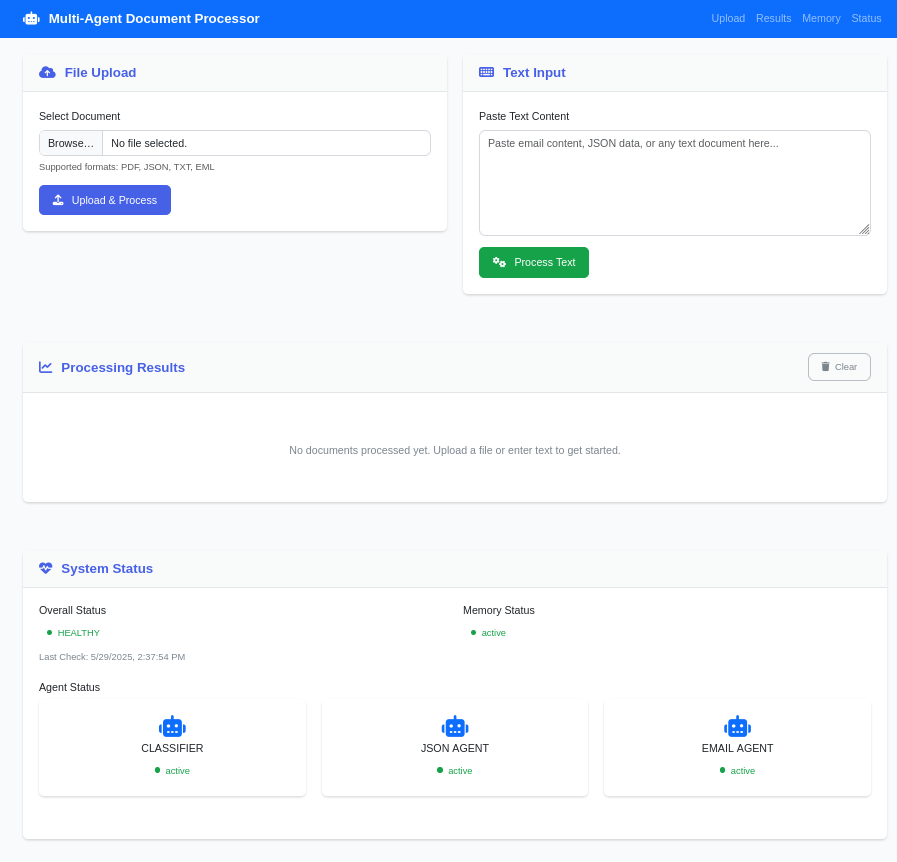 Multi-Agent Document Processor
Upload Results Memory Status
File Upload
Select Document
Browse... No file selected.
Supported formats: PDF, JSON, TXT, EML
Upload & Process
Text Input
Paste Text Content
Paste email content, JSON data, or any text document here...
Process Text
Processing Results
Clear
No documents processed yet. Upload a file or enter text to get started.
System Status
Overall Status
HEALTHY
Last Check: 5/29/2025, 2:37:54 PM
Memory Status
active
Agent Status
CLASSIFIER
active
JSON AGENT
active
EMAIL AGENT
active